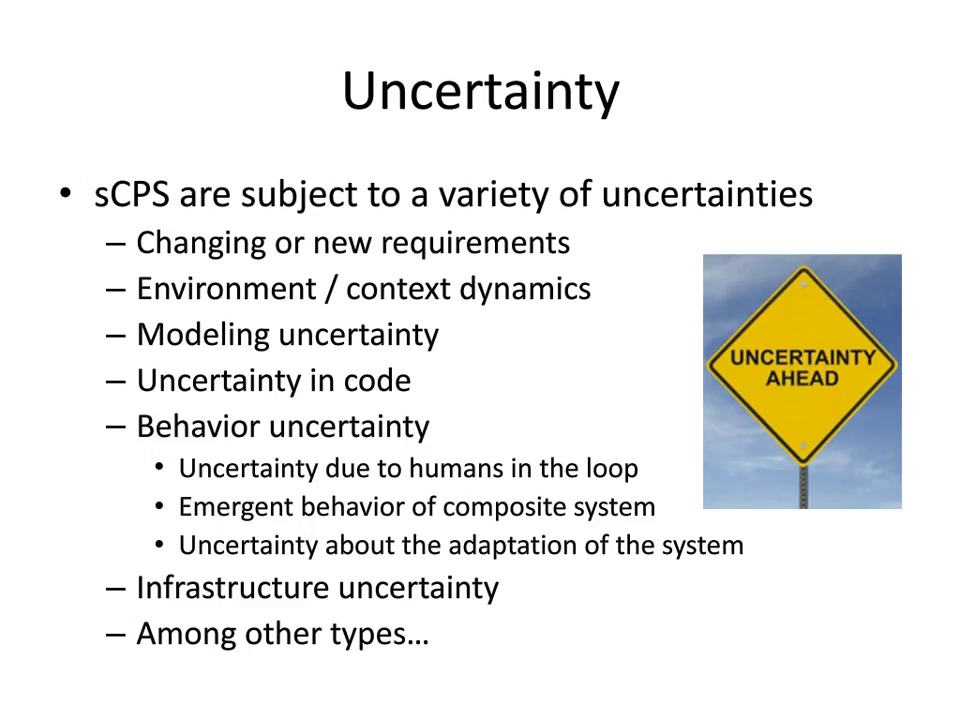 Uncertainty
• sCPS are subject to a variety of uncertainties
– Changing or new requirements
– Environment / context dynamics
– Modeling uncertainty
– Uncertainty in code
– Behavior uncertainty
• Uncertainty due to humans in the loop
• Emergent behavior of composite system
• Uncertainty about the adaptation of the system
– Infrastructure uncertainty
– Among other types…
UNCERTAINTY
AHEAD